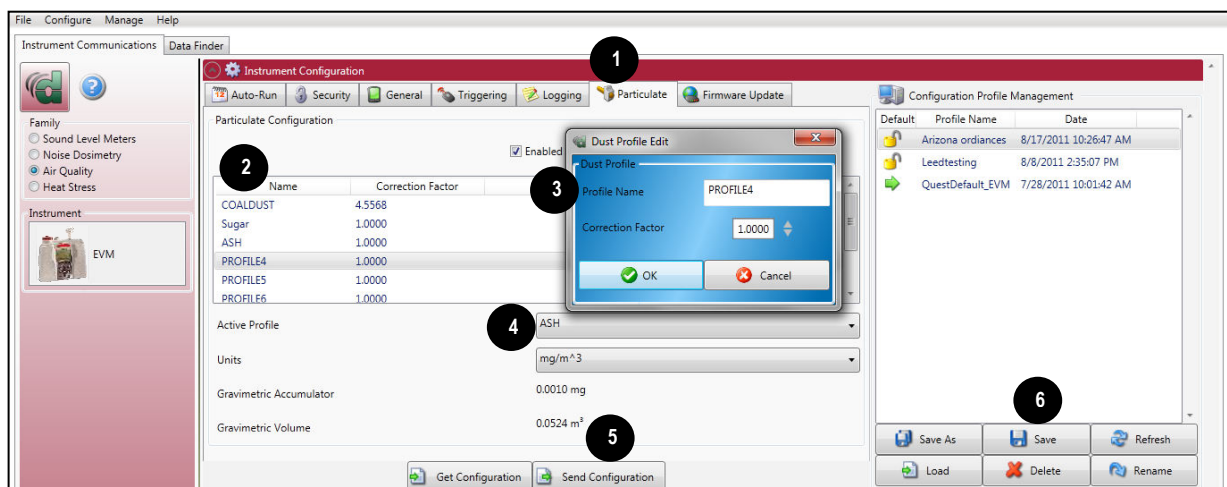 File Configure Manage Help
Instrument Communications Data Finder
1
Instrument Configuration
12 Auto-Run Security General Triggering Logging Particulate Firmware Update
Configuration Profile Management
Family
Sound Level Meters
Noise Dosimetry
Air Quality
Heat Stress
Instrument
EVM
Particulate Configuration
Enabled
2
Name Correction Factor
COALDUST 4.5568
Sugar 1.0000
ASH 1.0000
PROFILE4 1.0000
PROFILE5 1.0000
PROFILE6 1.0000
Dust Profile Edit
Dust Profile
3
Profile Name PROFILE4
Correction Factor 1.0000
OK Cancel
Active Profile 4 ASH
Units mg/m^3
Gravimetric Accumulator 0.0010 mg
Gravimetric Volume 0.0524 m³
5
Get Configuration Send Configuration
Default Profile Name Date
Arizona ordiances 8/17/2011 10:26:47 AM
Leedtesting 8/8/2011 2:35:07 PM
QuestDefault_EVM 7/28/2011 10:01:42 AM
6
Save As Save Refresh
Load Delete Rename